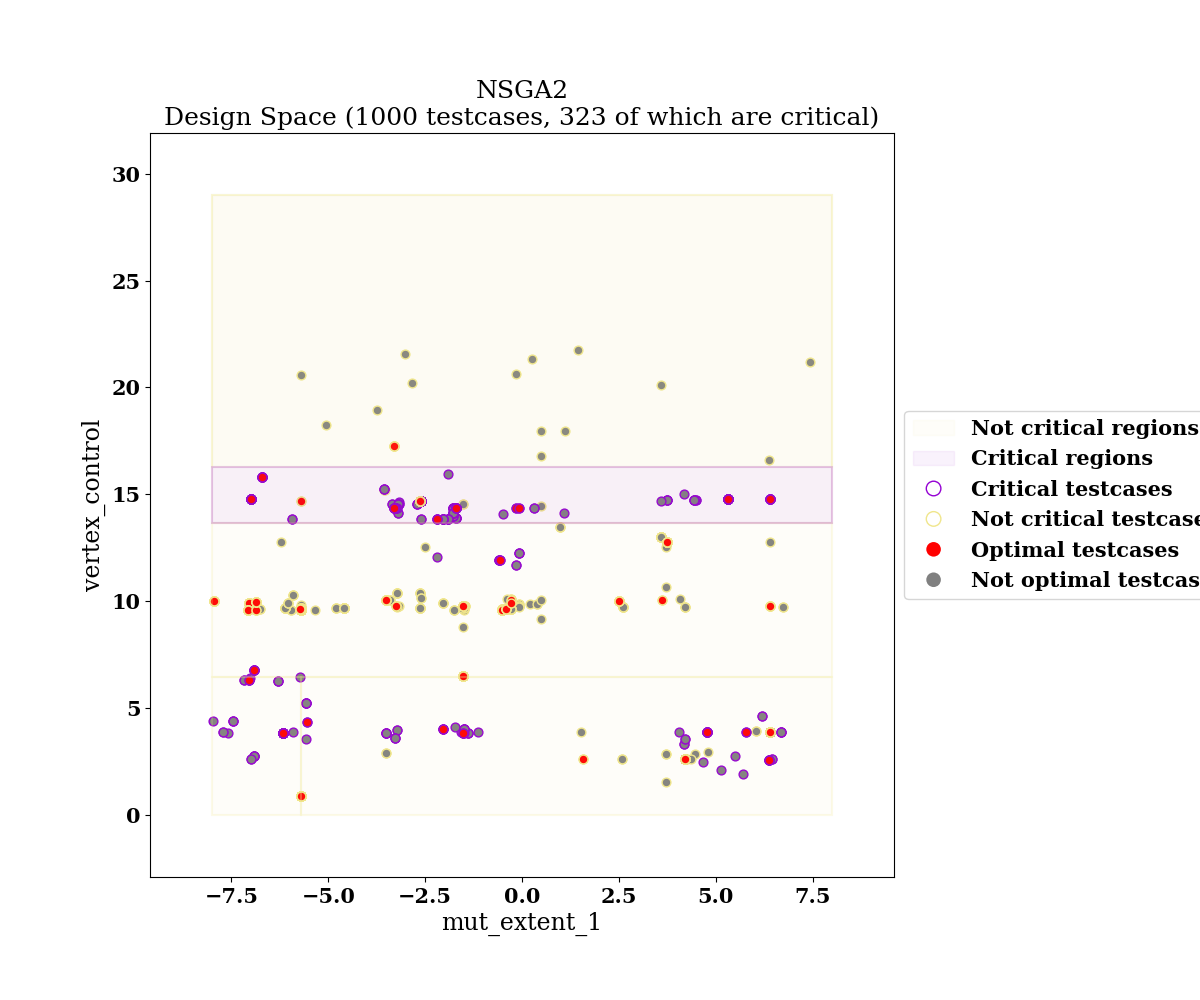 NSGA2
Design Space (1000 testcases, 323 of which are critical)
30
25
20
15
10
5
0
vertex_control
−7.5 −5.0 −2.5 0.0 2.5 5.0 7.5
mut_extent_1
Not critical regions
Critical regions
Critical testcases
Not critical testcase
Optimal testcases
Not optimal testcas